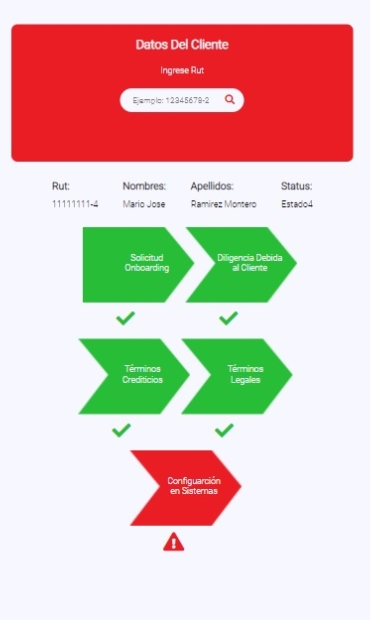 Datos Del Cliente
Ingrese Rut
Ejemplo: 12345678-2
Rut: Nombres: Apellidos: Status:
11111111-4 Mario Jose Ramirez Montero Estado4
Solicitud
Onboarding
Diligencia Debida
al Cliente
Términos
Crediticios
Términos
Legales
Configuarción
en Sistemas